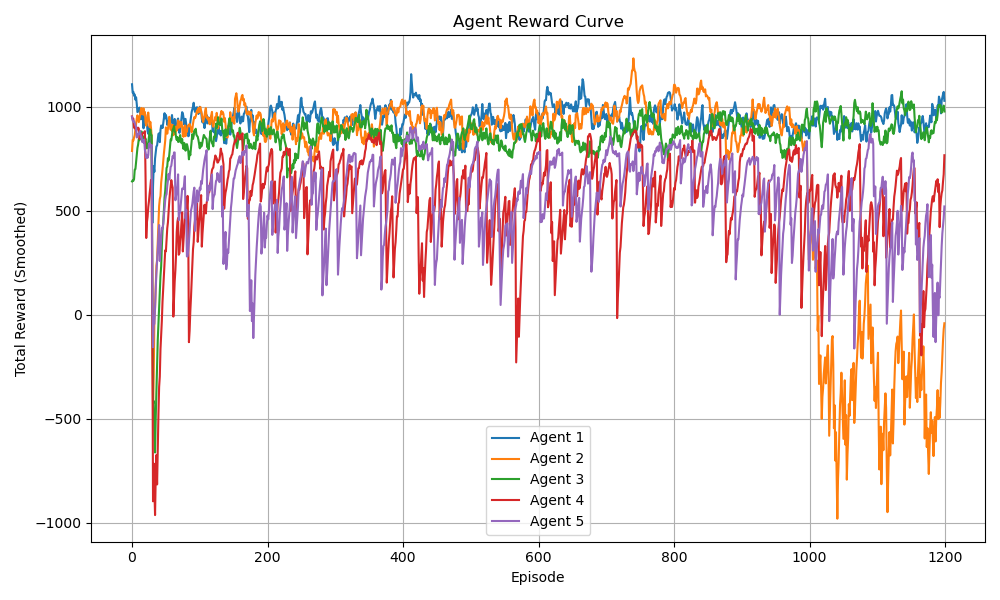 Agent Reward Curve
Total Reward (Smoothed)
1000
500
0
−500
−1000
Agent 1
Agent 2
Agent 3
Agent 4
Agent 5
0 200 400 600 800 1000 1200
Episode